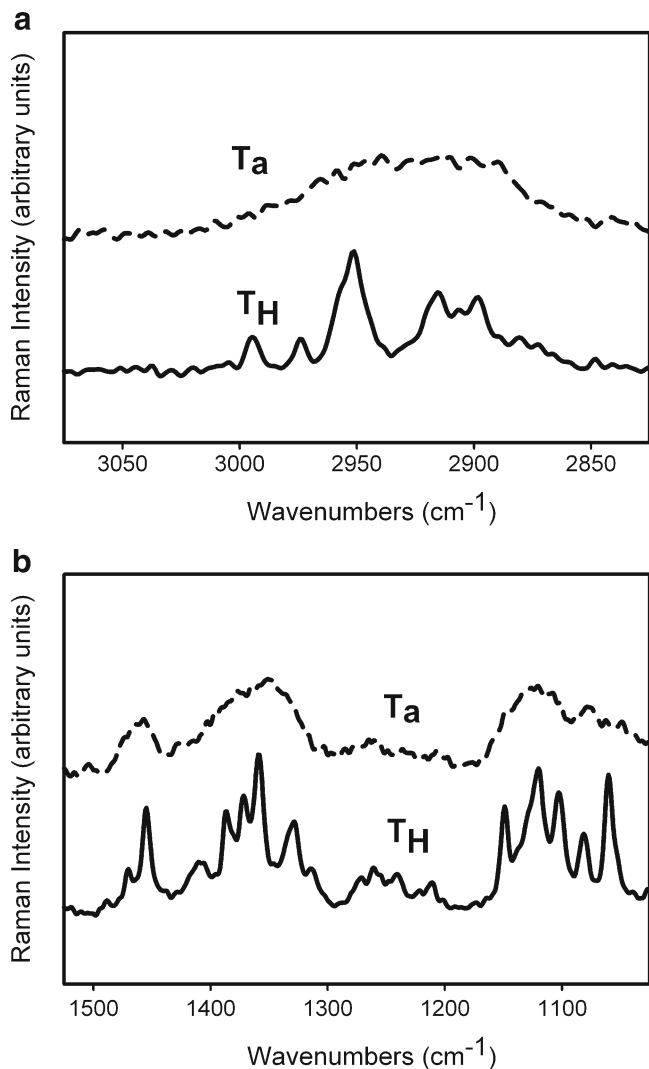 a
Raman Intensity (arbitrary units)
Ta
TH
3050 3000 2950 2900 2850
Wavenumbers (cm-1)
b
Raman Intensity (arbitrary units)
Ta
TH
1500 1400 1300 1200 1100
Wavenumbers (cm-1)